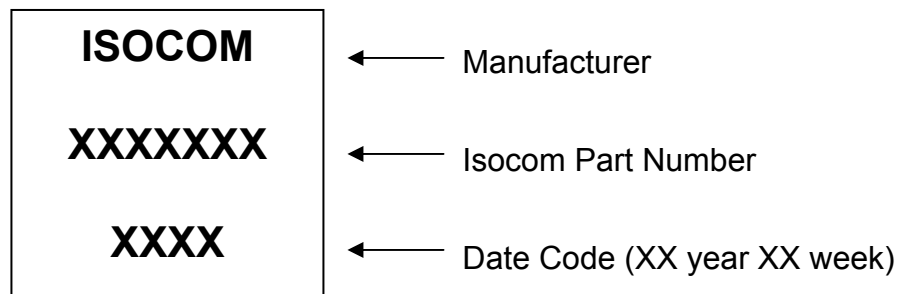 ISOCOM
Manufacturer
XXXXXXX
Isocom Part Number
XXXX
Date Code (XX year XX week)